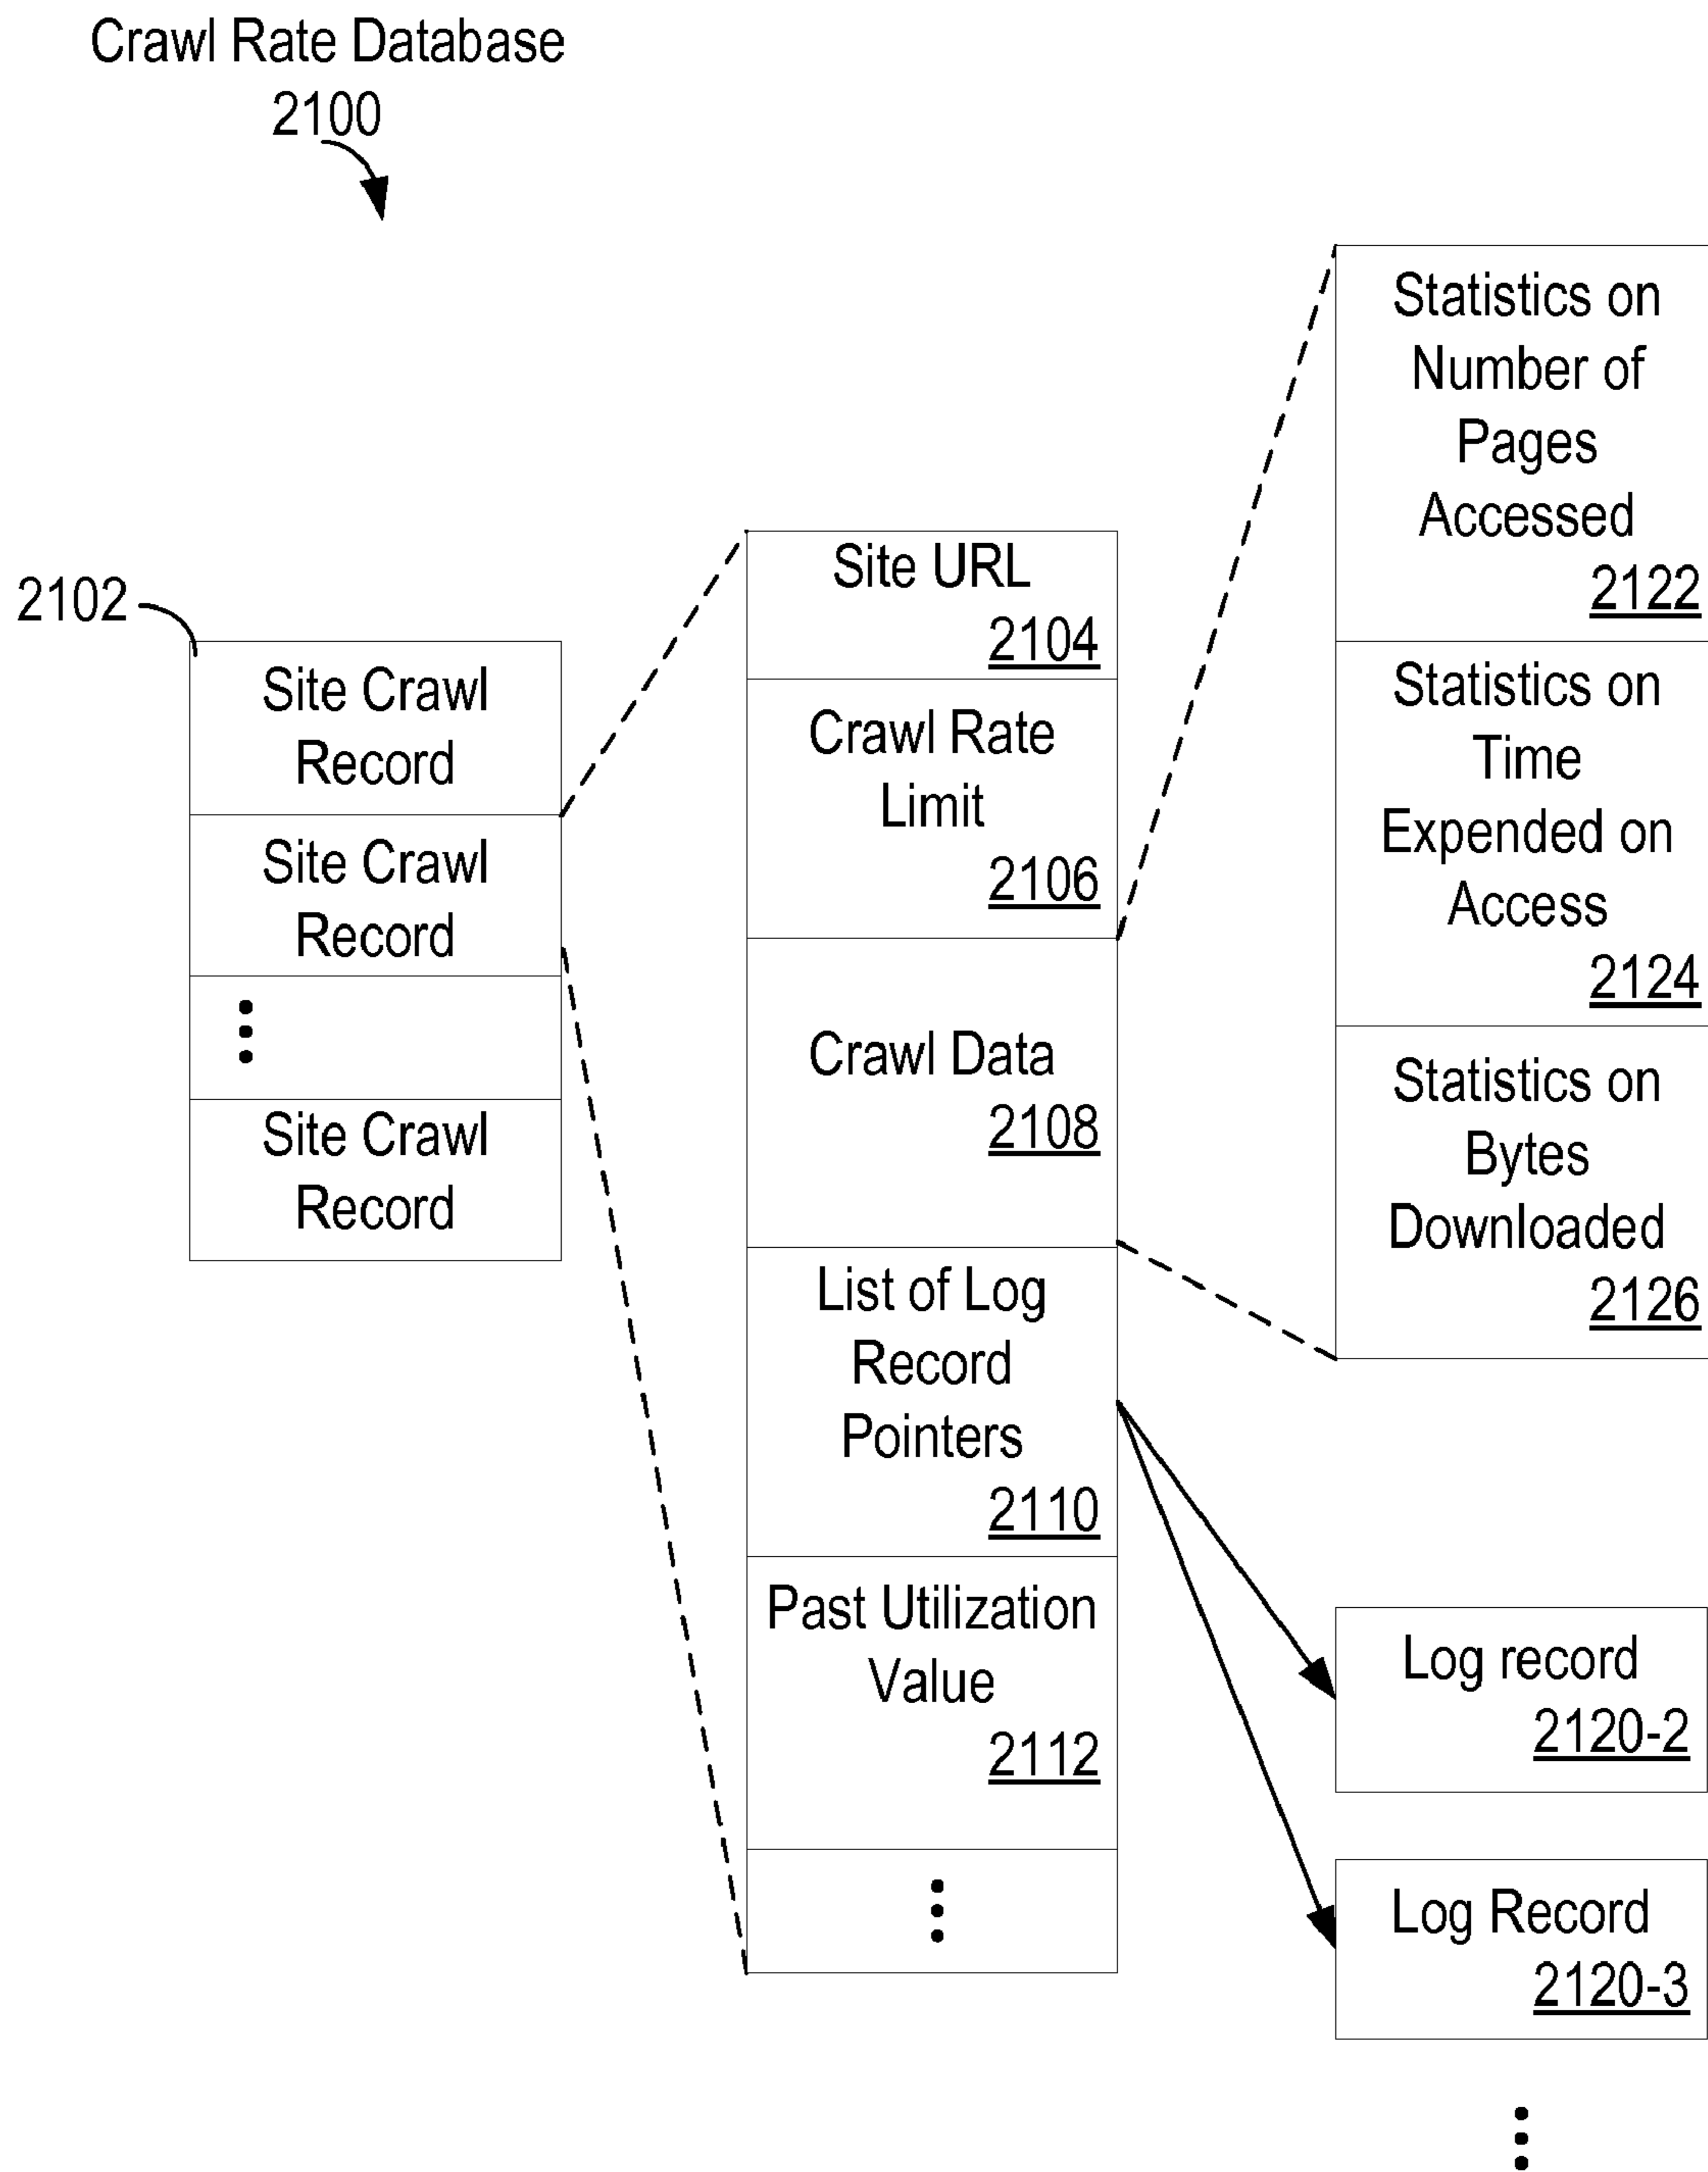 Crawl Rate Database
2100
2102
Site Crawl
Record
Site Crawl
Record
Site Crawl
Record
Site URL
2104
Crawl Rate
Limit
2106
Crawl Data
2108
List of Log
Record
Pointers
2110
Past Utilization
Value
2112
Statistics on
Number of
Pages
Accessed
2122
Statistics on
Time
Expended on
Access
2124
Statistics on
Bytes
Downloaded
2126
Log record
2120-2
Log Record
2120-3